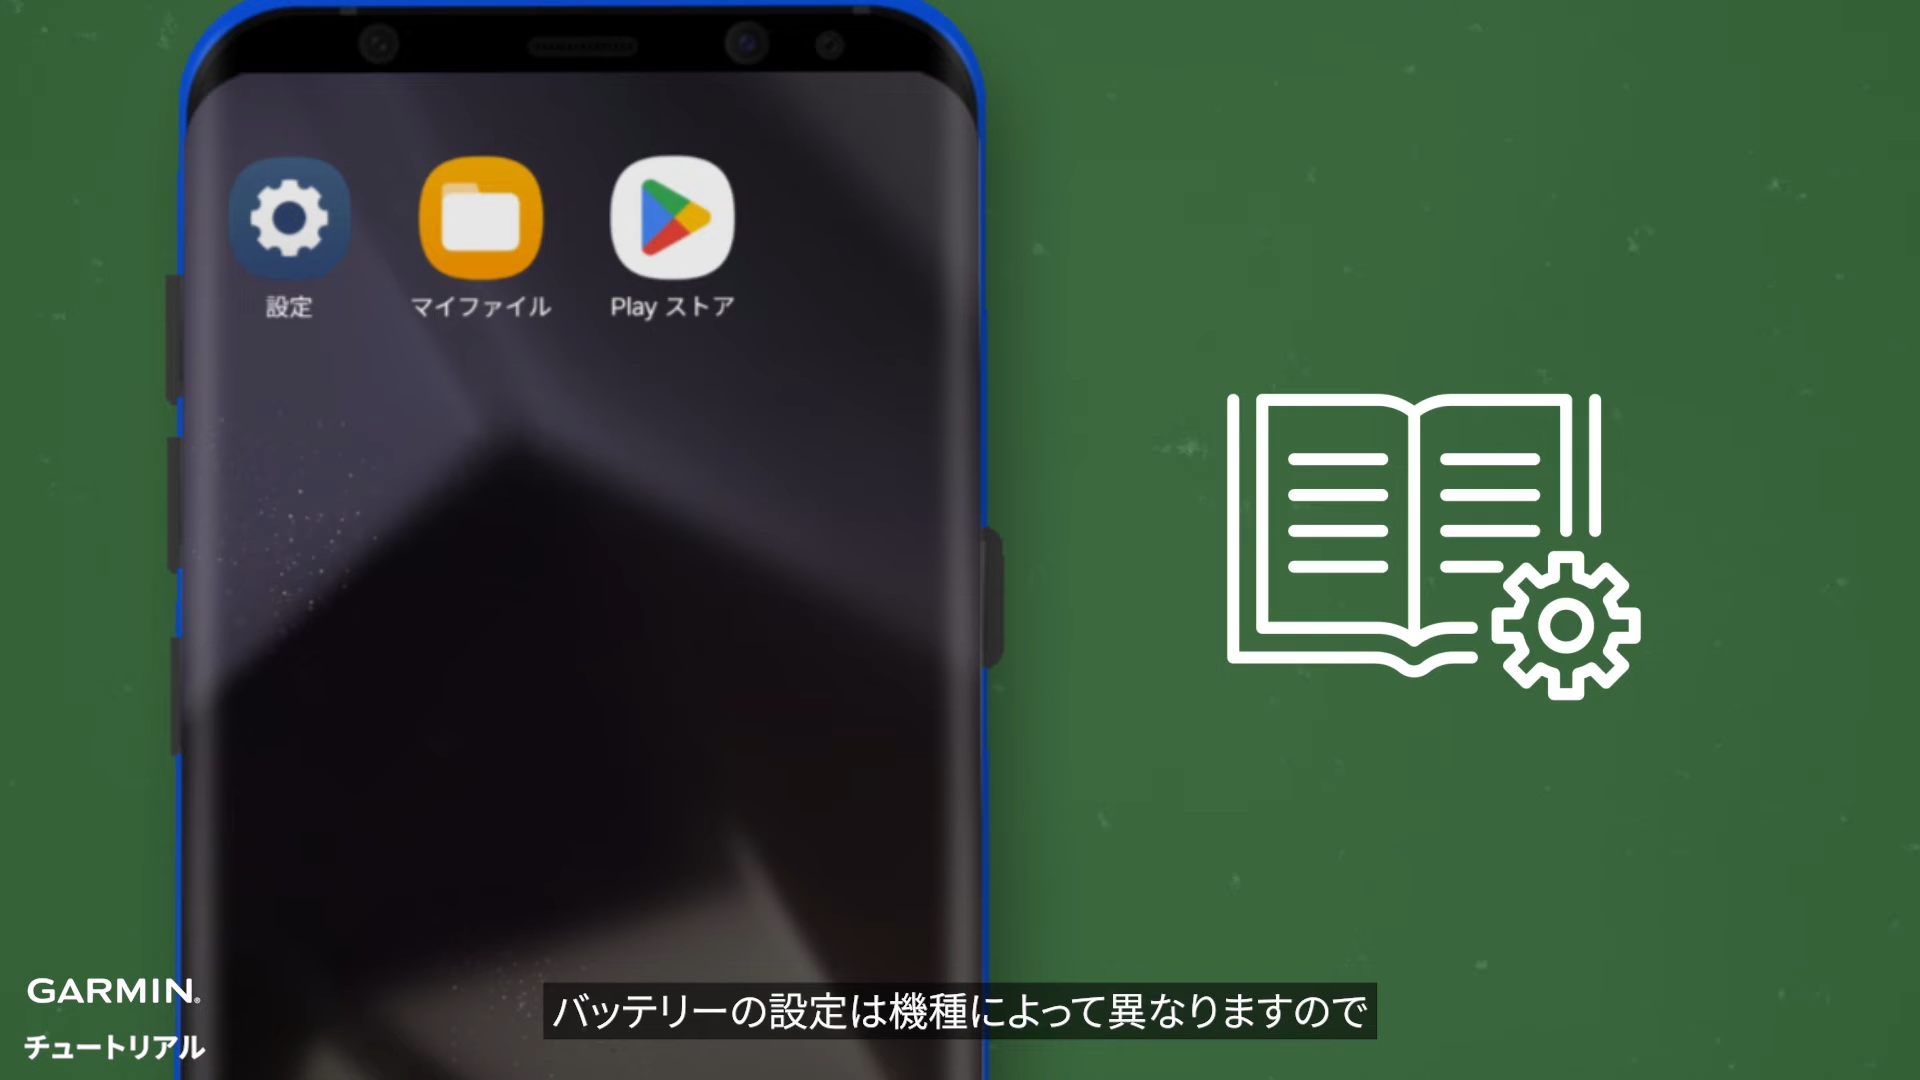 設定
マイファイル
Play ストア
GARMIN®
チュートリアル
バッテリーの設定は機種によって異なりますので